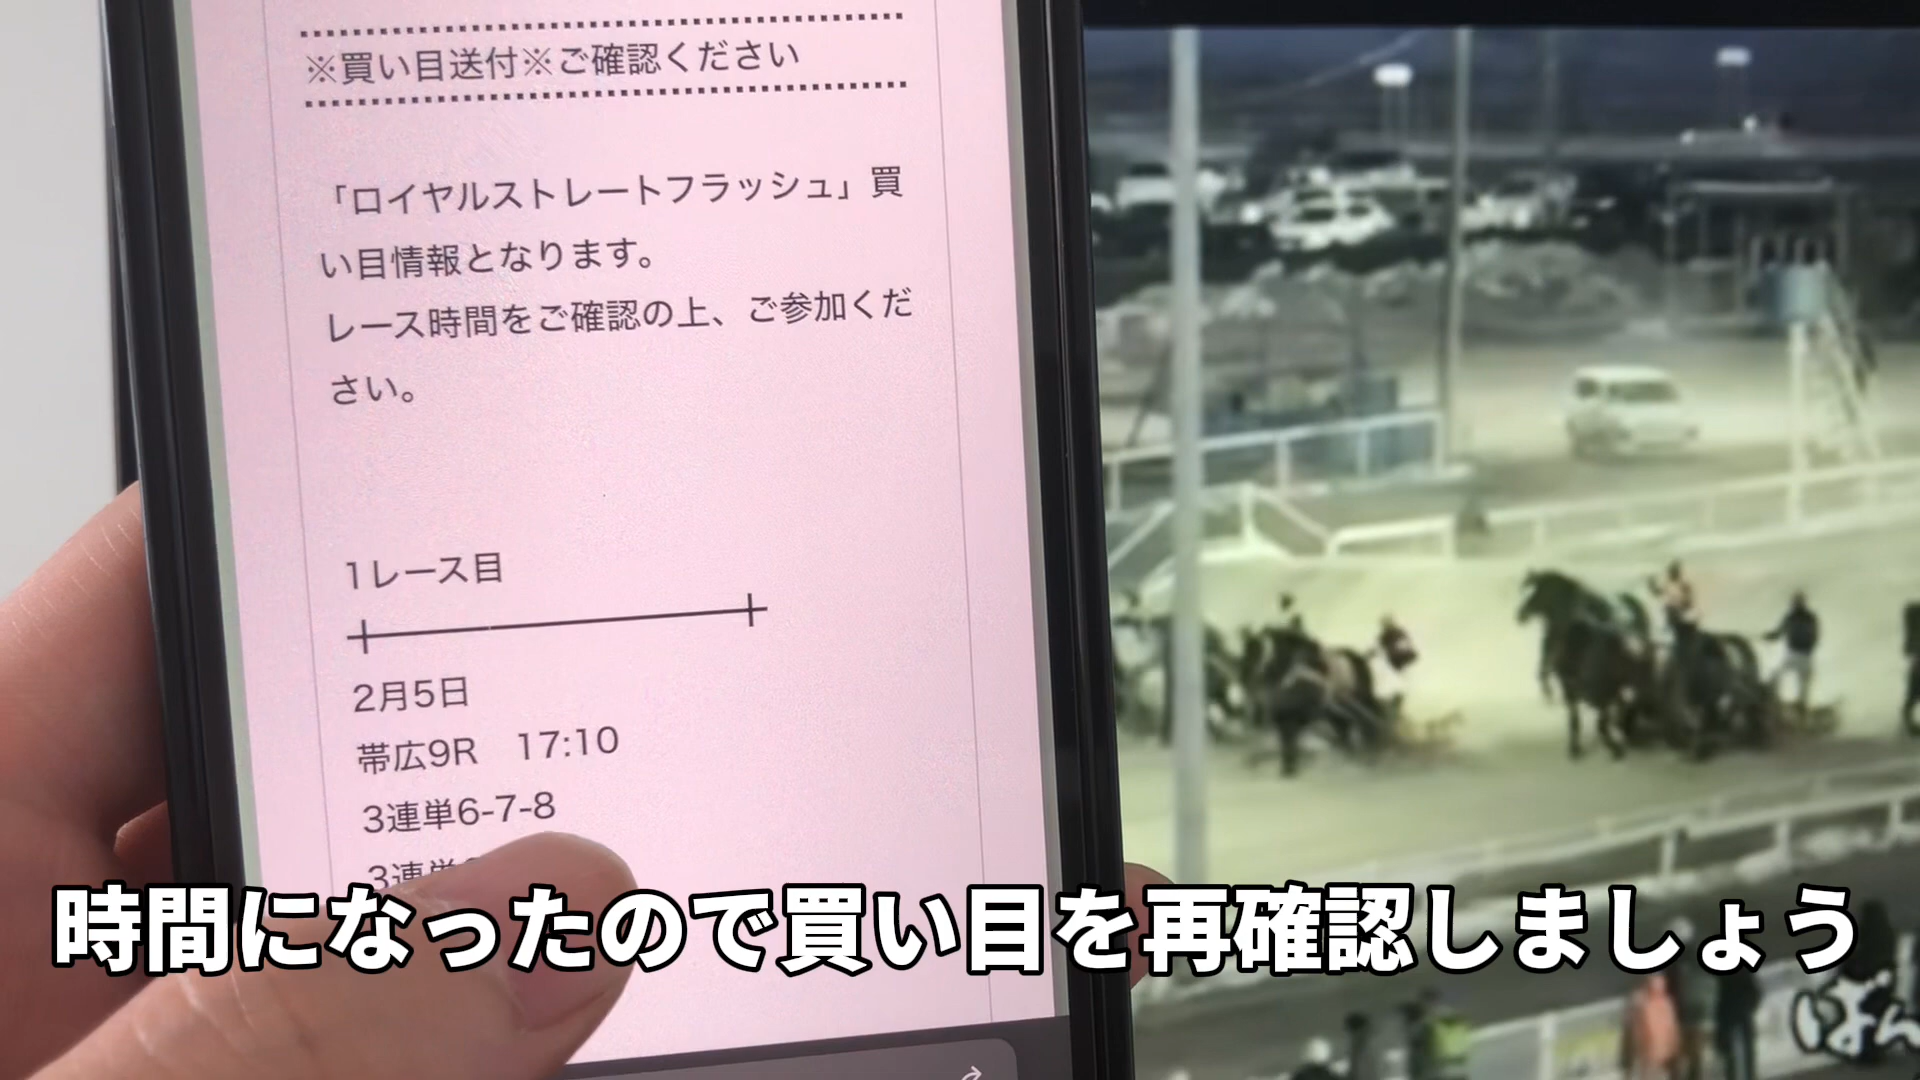 ※買い目送付※ご確認ください
「ロイヤルストレートフラッシュ」買
い目情報となります。
レース時間をご確認の上、ご参加くだ
さい。
1レース目
2月5日
帯広9R 17:10
3連単6-7-8
3連単
時間になったので買い目を再確認しましょう
ばん